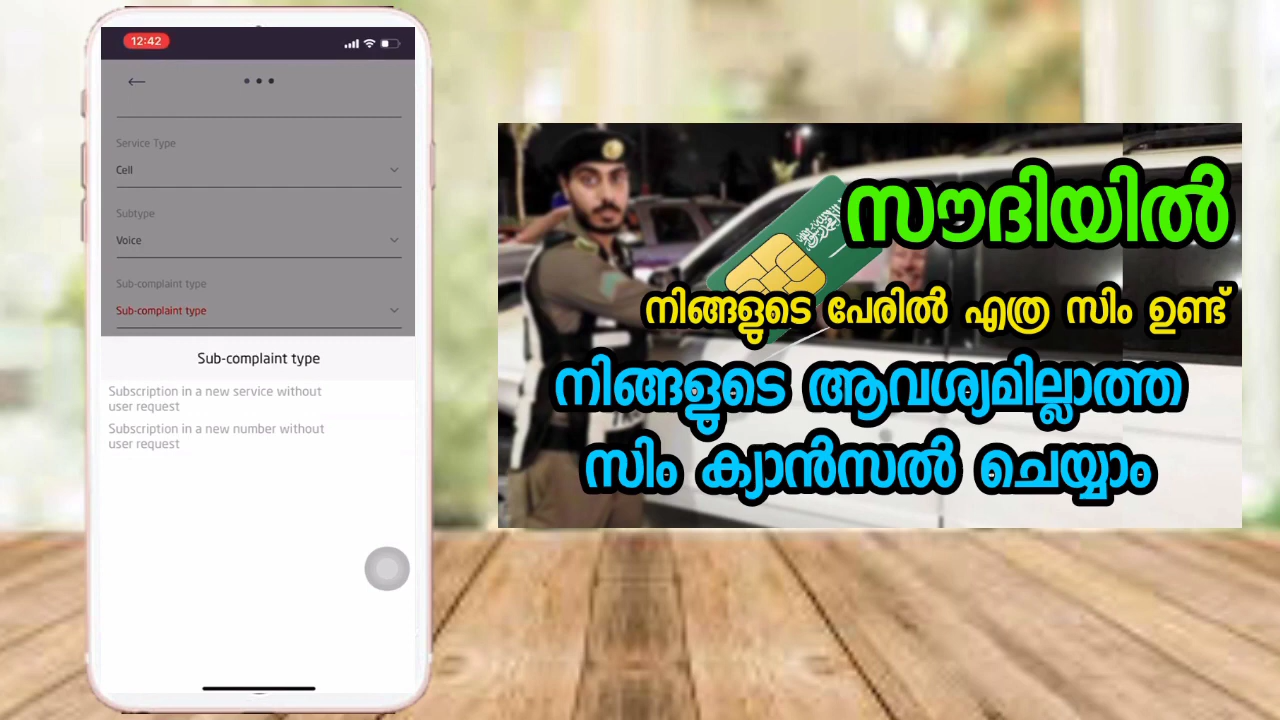 12:42
Service Type
Cell
Subtype
Voice
Sub-complaint type
Sub-complaint type
Sub-complaint type
Subscription in a new service without
user request
Subscription in a new number without
user request
സൗദിയിൽ
നിങ്ങളുടെ പേരിൽ എത്ര സിം ഉണ്ട്
നിങ്ങളുടെ ആവശ്യമില്ലാത്ത
സിം ക്യാൻസൽ ചെയ്യാം